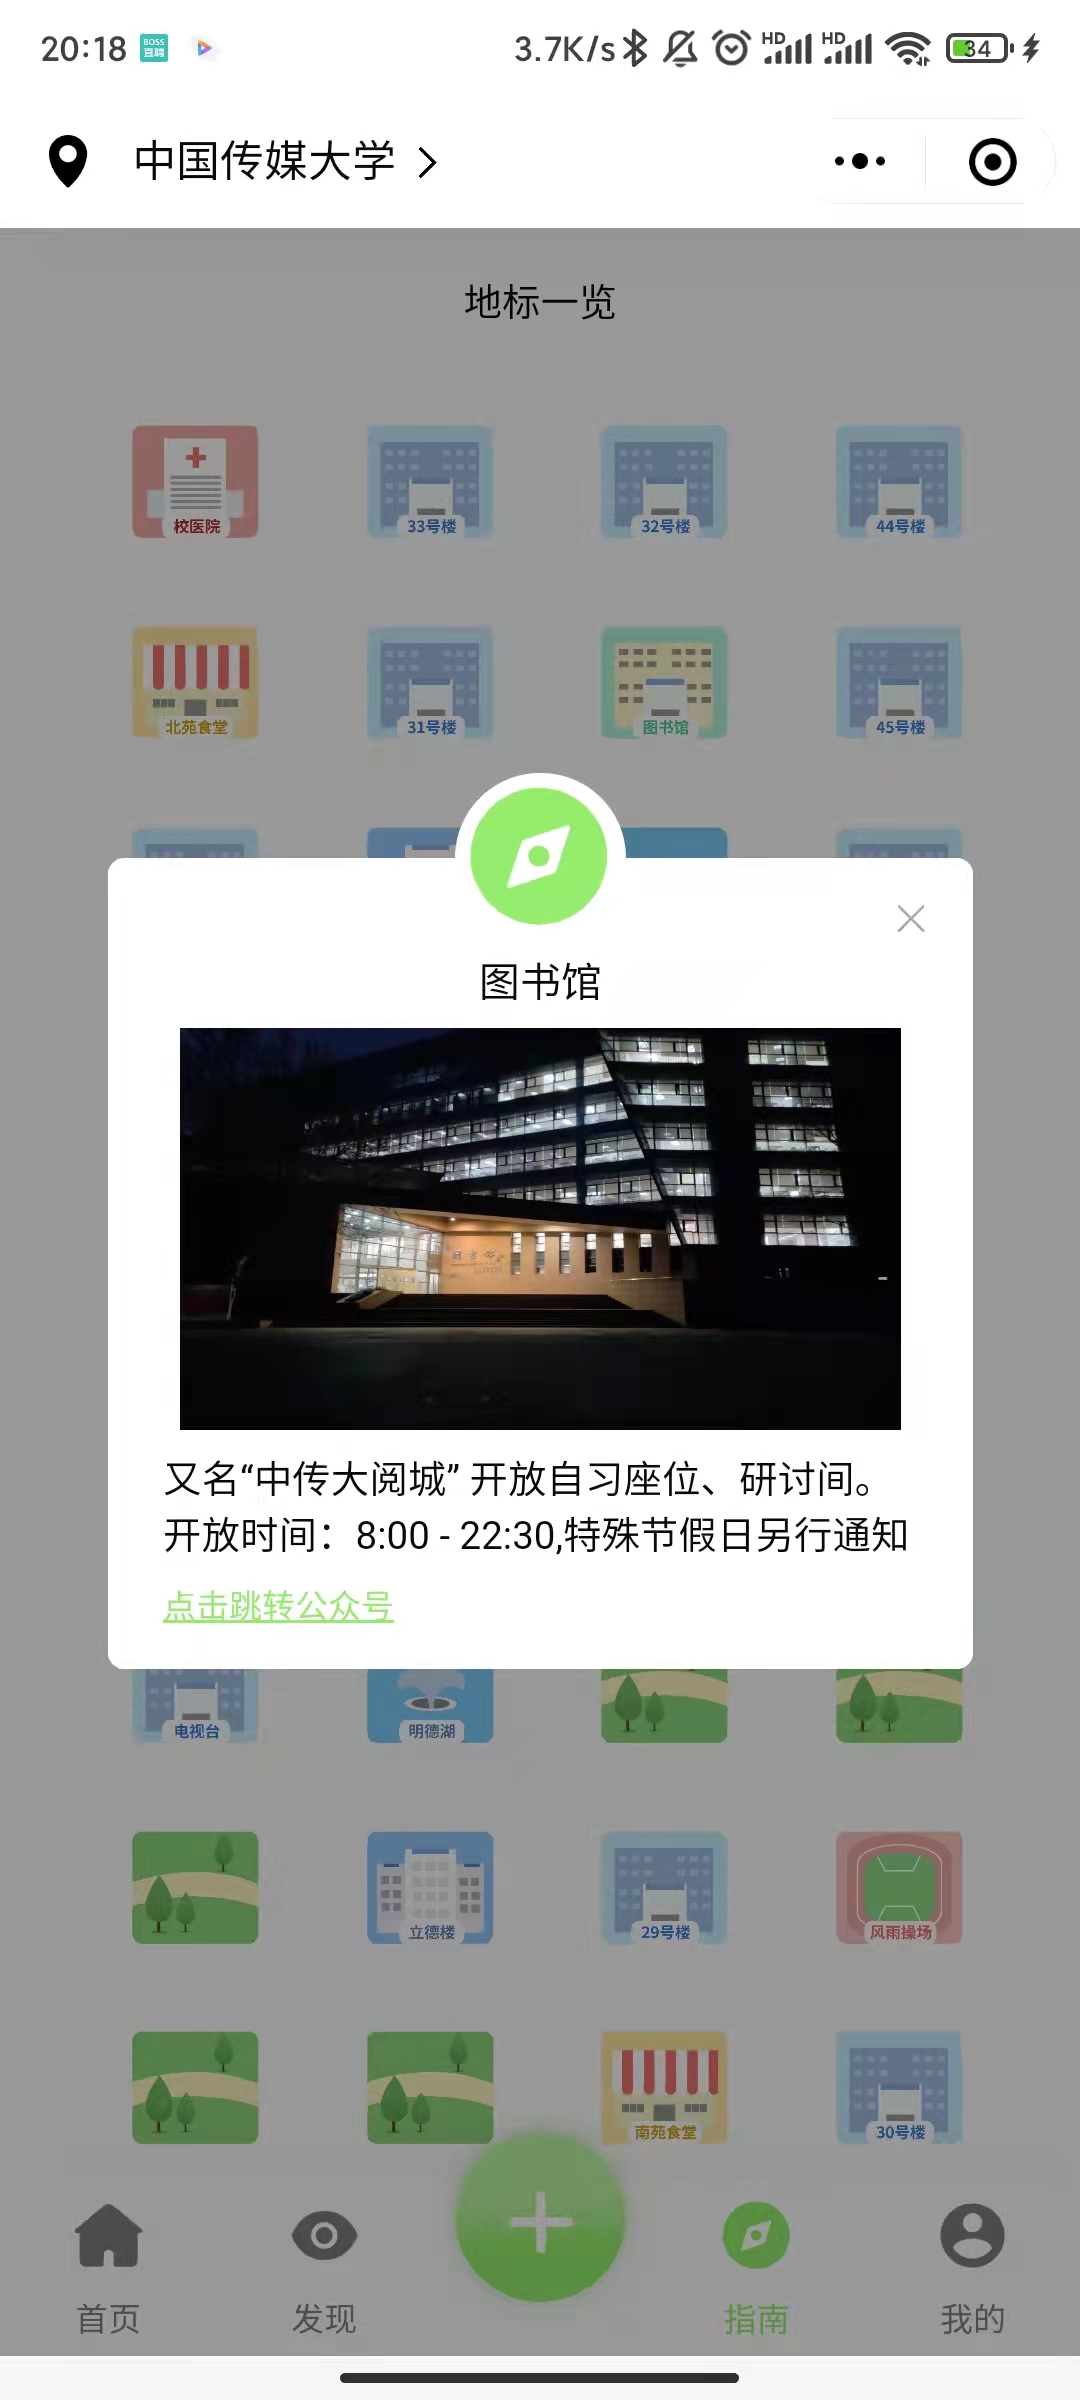 20:18
BOSS
直聘
3.7K/s
HD
HD
34
中国传媒大学
地标一览
校医院
33号楼
32号楼
44号楼
北苑食堂
31号楼
图书馆
45号楼
图书馆
图书馆
又名“中传大阅城” 开放自习座位、研讨间。
开放时间：8:00 - 22:30,特殊节假日另行通知
点击跳转公众号
电视台
明德湖
立德楼
29号楼
风雨操场
南苑食堂
30号楼
首页
发现
指南
我的